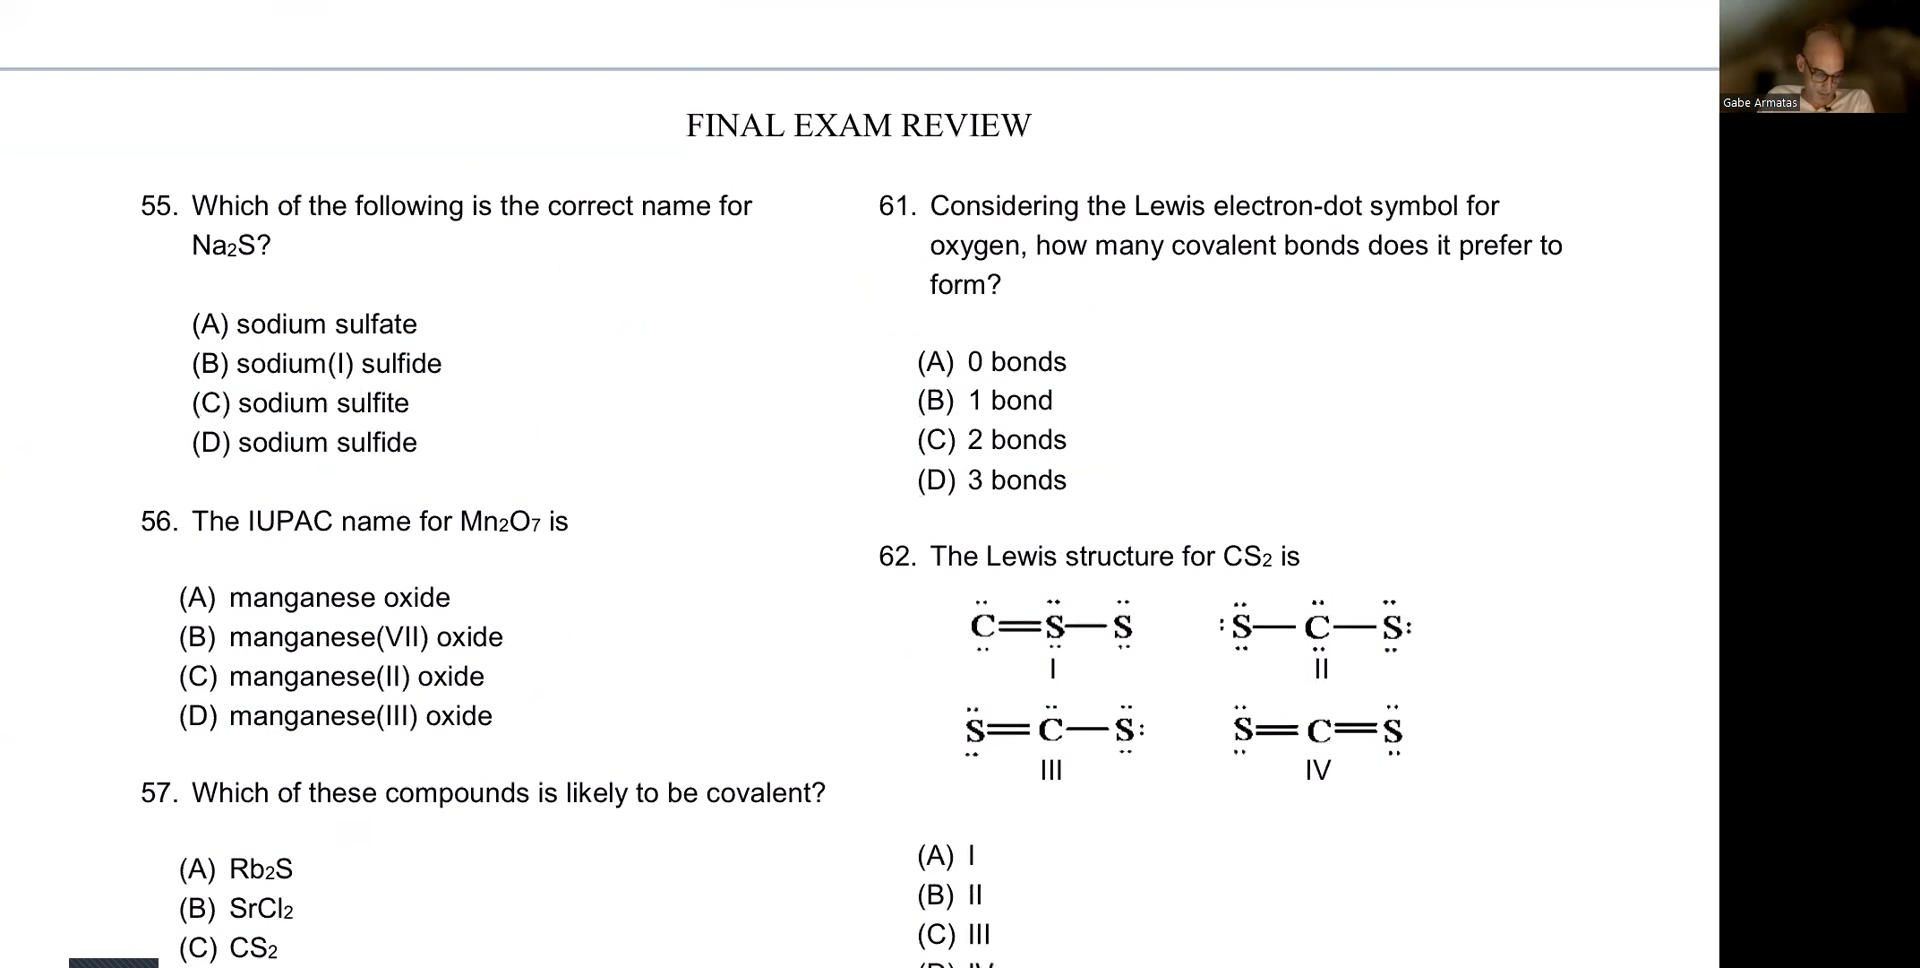 FINAL EXAM REVIEW
55. Which of the following is the correct name for
Na2S?
(A) sodium sulfate
(B) sodium(I) sulfide
(C) sodium sulfite
(D) sodium sulfide
56. The IUPAC name for Mn2O7 is
(A) manganese oxide
(B) manganese(VII) oxide
(C) manganese(II) oxide
(D) manganese(III) oxide
57. Which of these compounds is likely to be covalent?
(A) Rb2S
(B) SrCl2
(C) CS2
61. Considering the Lewis electron-dot symbol for
oxygen, how many covalent bonds does it prefer to
form?
(A) 0 bonds
(B) 1 bond
(C) 2 bonds
(D) 3 bonds
62. The Lewis structure for CS2 is
C=S—S :S—C—S:
I II
S=C—S: S=C=S
III IV
(A) I
(B) II
(C) III
(D) IV
Gabe Armatas